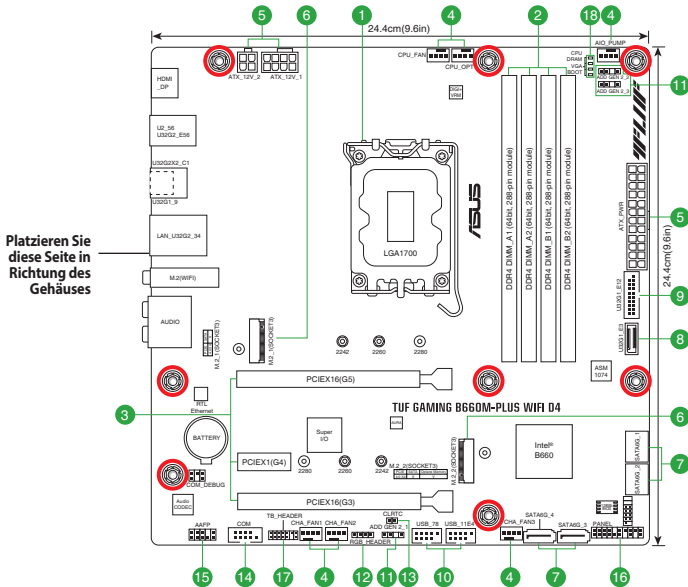 5
6
1
4
2
18
4
24.4cm(9.6in)
AIO_PUMP
CPU_FAN
CPU_OPT
CPU
DRAM
VGA
BOOT
ATX_12V_2
ATX_12V_1
ADD GEN 2_2
ADD GEN 2_3
11
HDMI
_DP
DIGI+
VRM
U2_56
U32G2_E56
U32G2X2_C1
U32G1_9
LAN_U32G2_34
M.2(WIFI)
AUDIO
Platzieren Sie
diese Seite in
Richtung des
Gehäuses
LGA1700
ASUS
DDR4 DIMM_A1 (64bit, 288-pin module)
DDR4 DIMM_A2 (64bit, 288-pin module)
DDR4 DIMM_B1 (64bit, 288-pin module)
DDR4 DIMM_B2 (64bit, 288-pin module)
ATX_PWR
5
24.4cm(9.6in)
U32G1_E12
9
U32G1_E3
8
ASM
1074
M.2_1(SOCKET3)
2242
2260
2280
PCIEX16(G5)
RTL
Ethernet
3
TUF GAMING B660M-PLUS WIFI D4
BATTERY
Super
I/O
AURA
6
PCIEX1(G4)
2280
2260
2242
M.2_2(SOCKET3)
M.2_2(SOCKET3)
Intel®
B660
SATA6G_1
SATA6G_2
7
COM_DEBUG
Audio
CODEC
PCIEX16(G3)
AAFP
COM
TB_HEADER
CHA_FAN1
CHA_FAN2
RGB_HEADER
ADD GEN 2_1
CLRTC
USB_78
USB_11E4
CHA_FAN3
SATA6G_4
SATA6G_3
PANEL
15
14
17
4
12
11
13
10
4
7
16